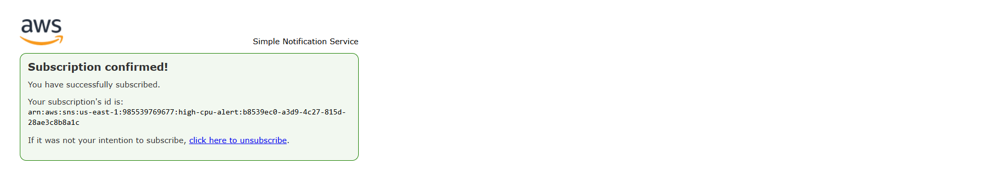 aws
Simple Notification Service
Subscription confirmed!
You have successfully subscribed.
Your subscription's id is:
arn:aws:sns:us-east-1:985539769677:high-cpu-alert:b8539ec0-a3d9-4c27-815d-
28ae3c8b8a1c
If it was not your intention to subscribe, click here to unsubscribe.